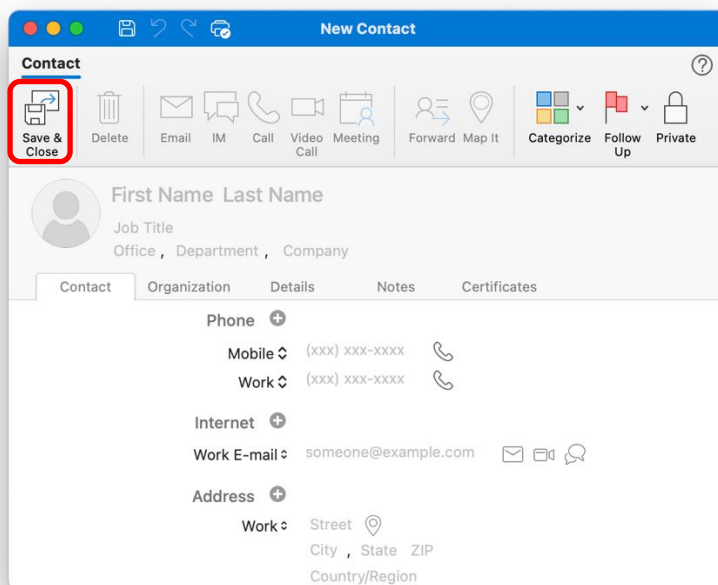 New Contact
Contact
Save & Close
Delete
Email
IM
Call
Video Call
Meeting
Forward
Map It
Categorize
Follow Up
Private
First Name Last Name
Job Title
Office , Department , Company
Contact Organization Details Notes Certificates
Phone
Mobile (xxx) xxx-xxxx
Work (xxx) xxx-xxxx
Internet
Work E-mail someone@example.com
Address
Work Street
City , State ZIP
Country/Region